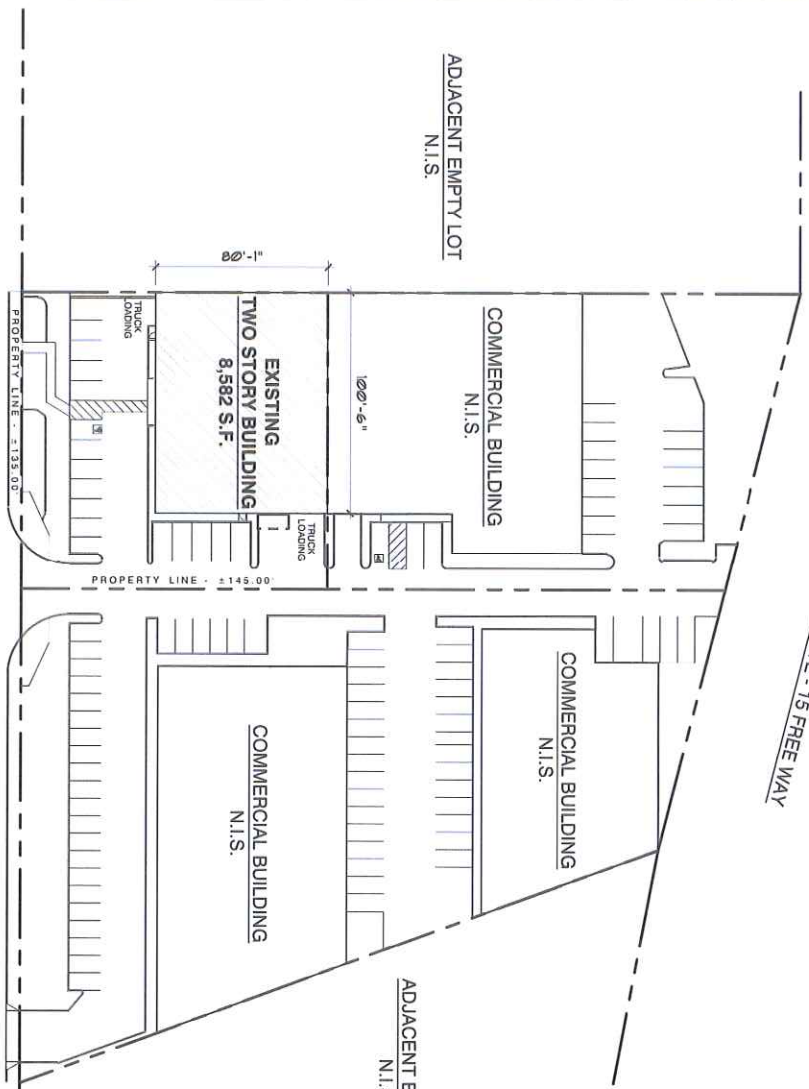 ADJACENT EMPTY LOT
N.I.S.
80'-1"
100'-6"
TRUCK
LOADING
EXISTING
TWO STORY BUILDING
8,582 S.F.
COMMERCIAL BUILDING
N.I.S.
TRUCK
LOADING
PROPERTY LINE - ±135.00'
PROPERTY LINE - ±145.00'
COMMERCIAL BUILDING
N.I.S.
COMMERCIAL BUILDING
N.I.S.
- 15 FREE WAY
ADJACENT